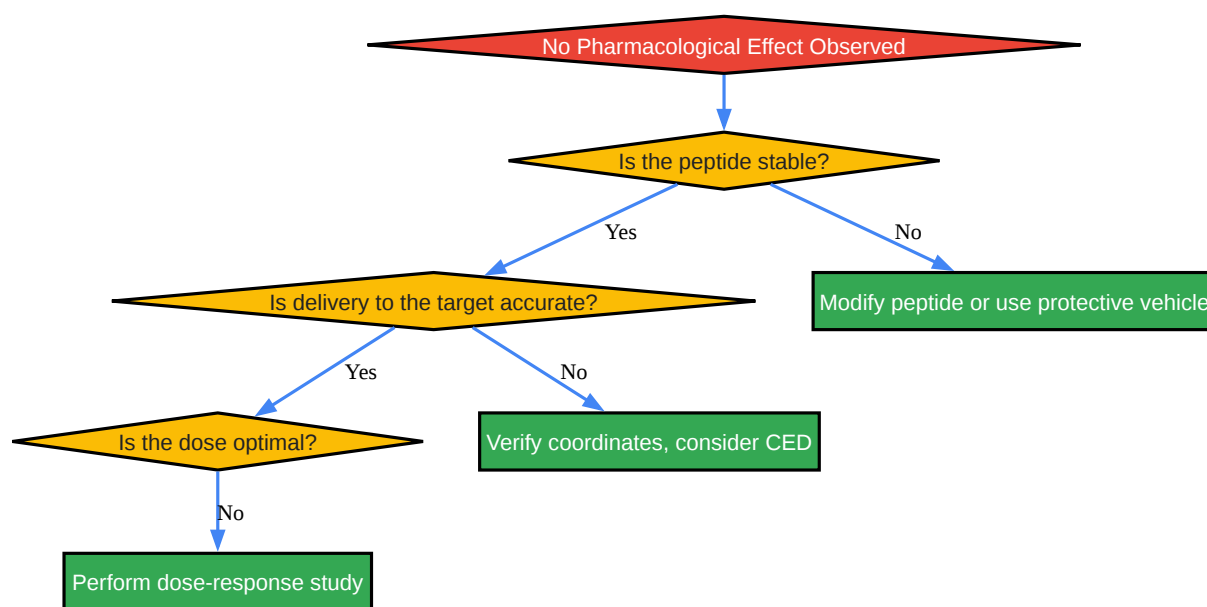 No Pharmacological Effect Observed
Is the peptide stable?
Yes
No
Is delivery to the target accurate?
Modify peptide or use protective vehicle
Yes
No
Is the dose optimal?
Verify coordinates, consider CED
No
Perform dose-response study